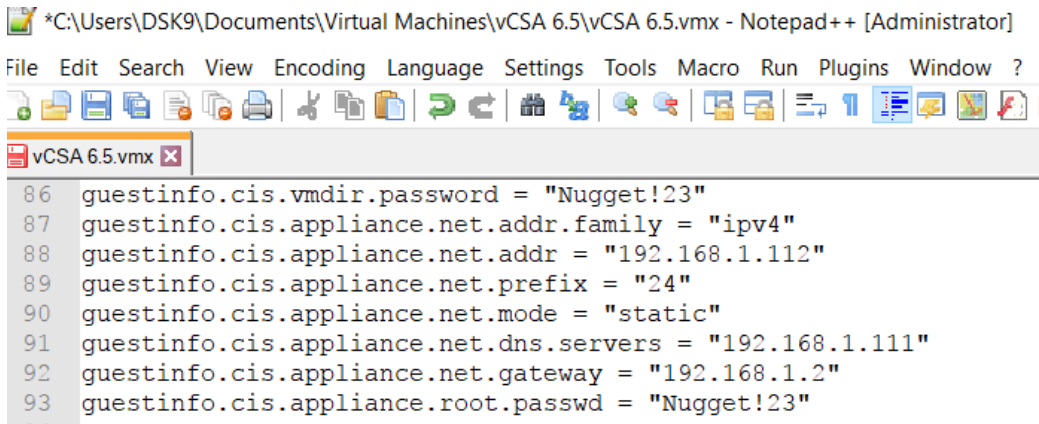 *C:\Users\DSK9\Documents\Virtual Machines\vCSA 6.5\vCSA 6.5.vmx - Notepad++ [Administrator]
File Edit Search View Encoding Language Settings Tools Macro Run Plugins Window ?
vCSA 6.5.vmx
86 guestinfo.cis.vmdir.password = "Nugget!23"
87 guestinfo.cis.appliance.net.addr.family = "ipv4"
88 guestinfo.cis.appliance.net.addr = "192.168.1.112"
89 guestinfo.cis.appliance.net.prefix = "24"
90 guestinfo.cis.appliance.net.mode = "static"
91 guestinfo.cis.appliance.net.dns.servers = "192.168.1.111"
92 guestinfo.cis.appliance.net.gateway = "192.168.1.2"
93 guestinfo.cis.appliance.root.passwd = "Nugget!23"